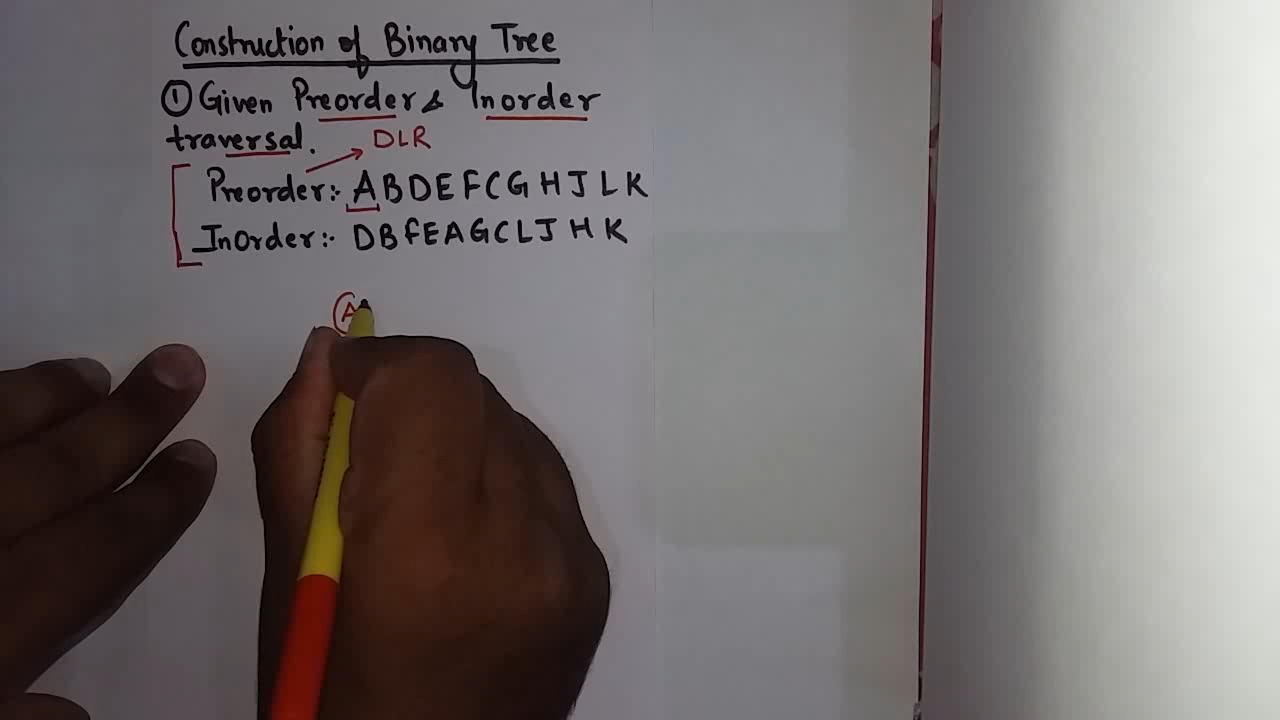 Construction of Binary Tree
① Given Preorder & Inorder
traversal.
DLR
Preorder:- A B D E F C G H J L K
Inorder:- D B F E A G C L J H K
A